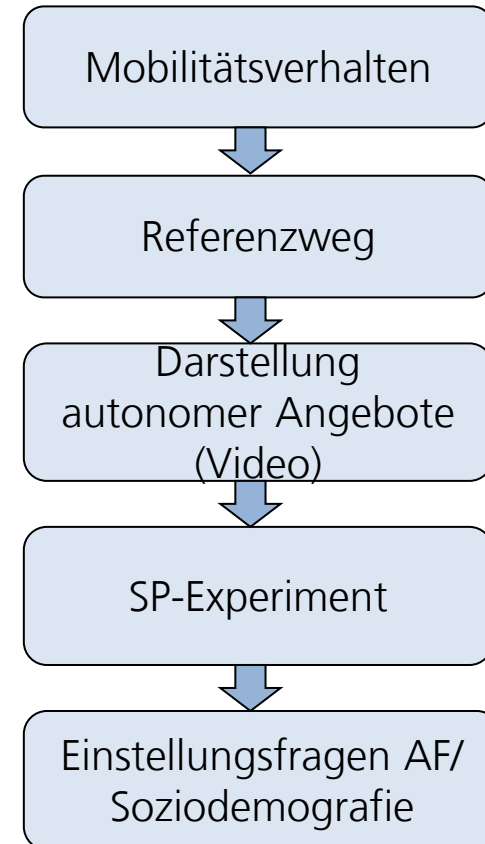 Mobilitätsverhalten
Referenzweg
Darstellung
autonomer Angebote
(Video)
SP-Experiment
Einstellungsfragen AF/
Soziodemografie